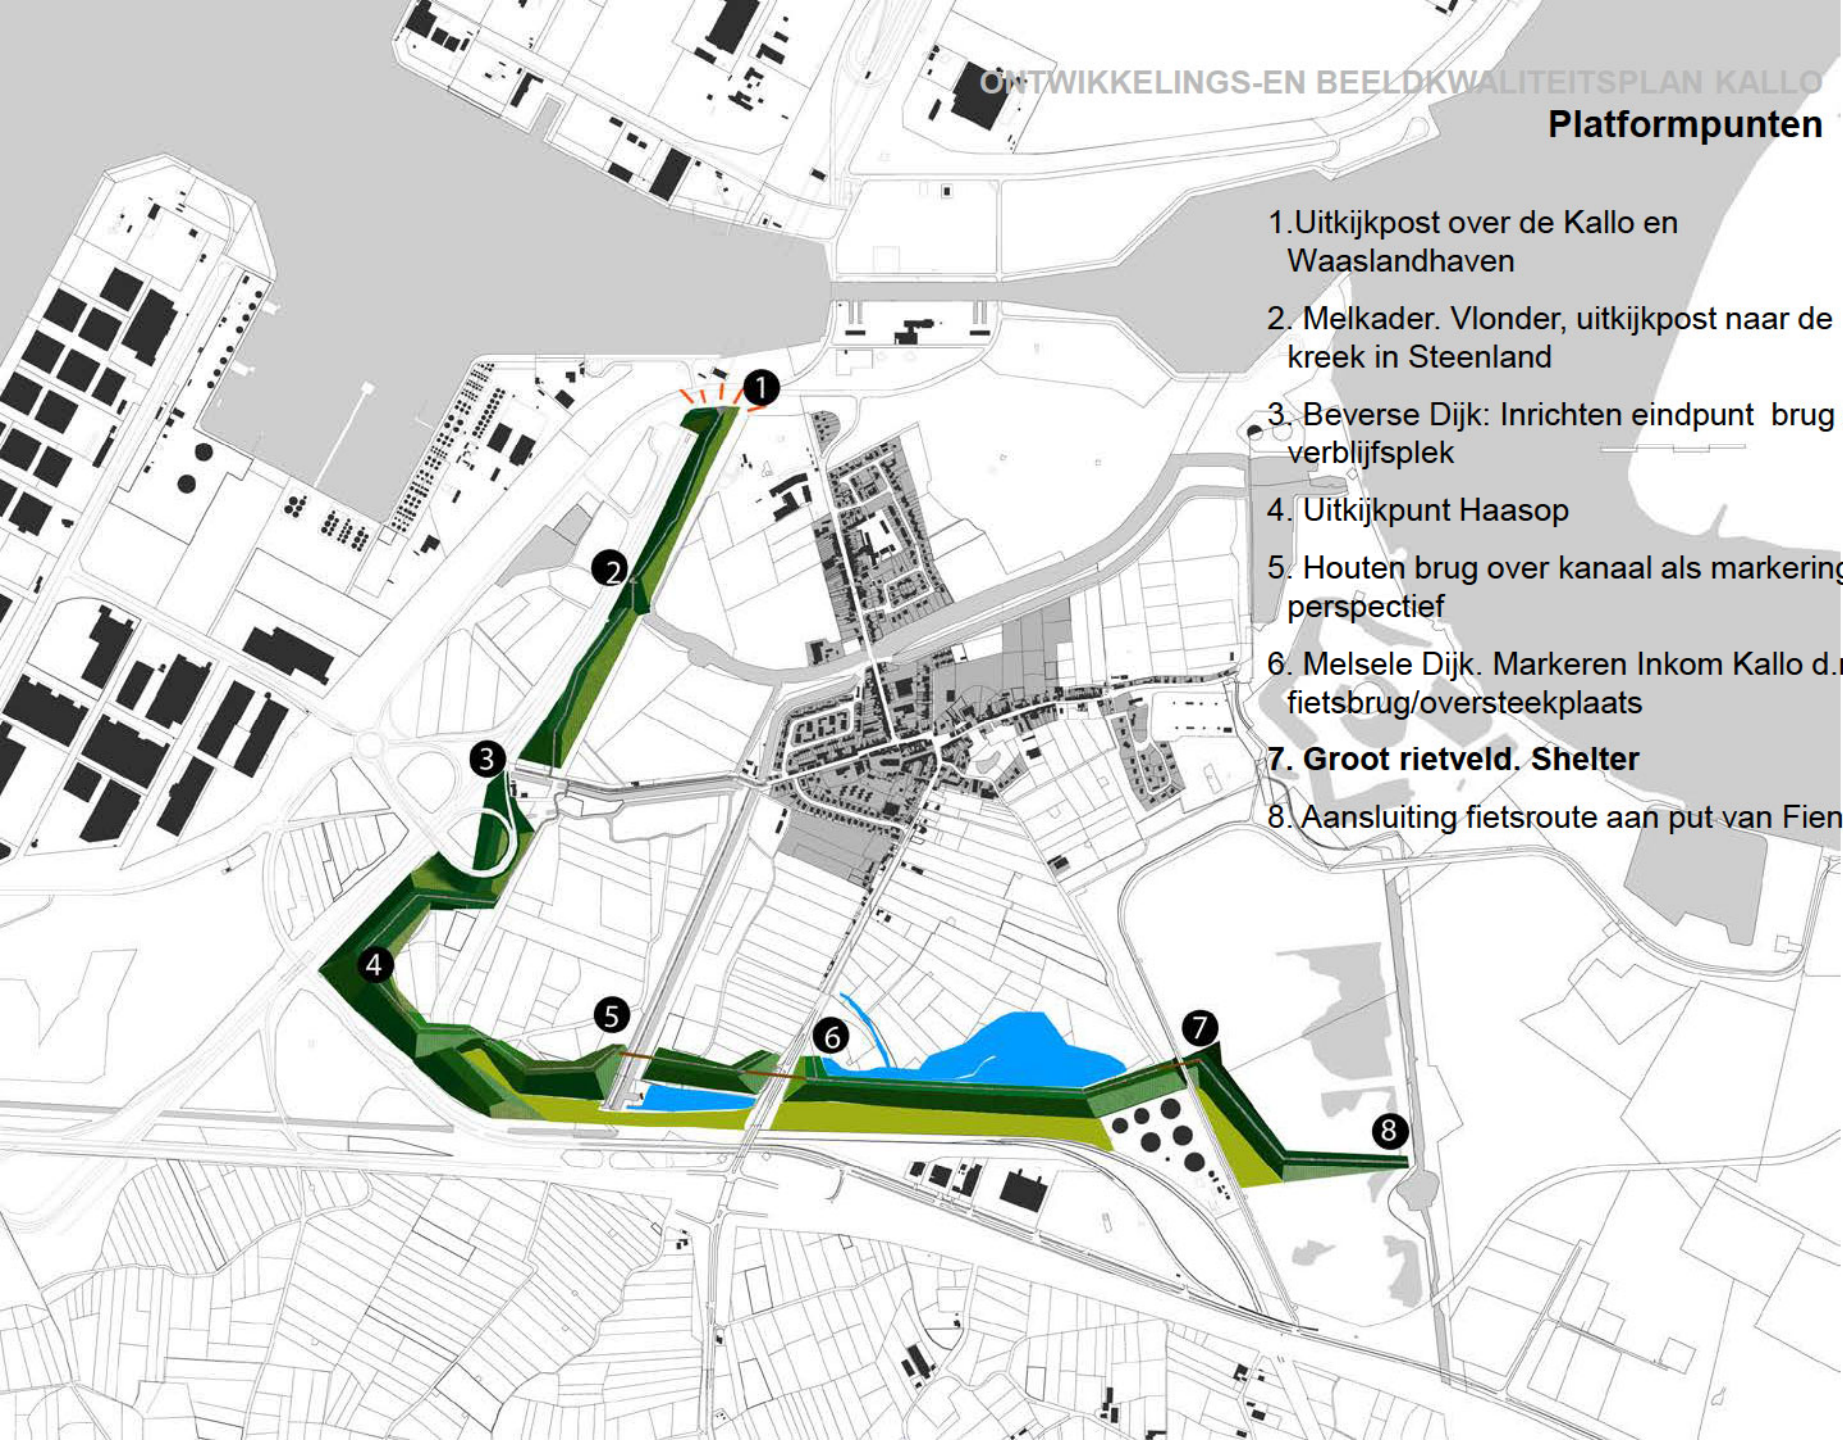 ONTWIKKELINGS-EN BEELDKWALITEITSPLAN KALLO
Platformpunten
1.Uitkijkpost over de Kallo en
Waaslandhaven
2. Melkader. Vlonder, uitkijkpost naar de
kreek in Steenland
3. Beverse Dijk: Inrichten eindpunt brug
verblijfsplek
4. Uitkijkpunt Haasop
5. Houten brug over kanaal als markering
perspectief
6. Melsele Dijk. Markeren Inkom Kallo
fietsbrug/oversteekplaats
7. Groot rietveld. Shelter
8. Aansluiting fietsroute aan put van Fien
1
2
3
4
5
6
7
8